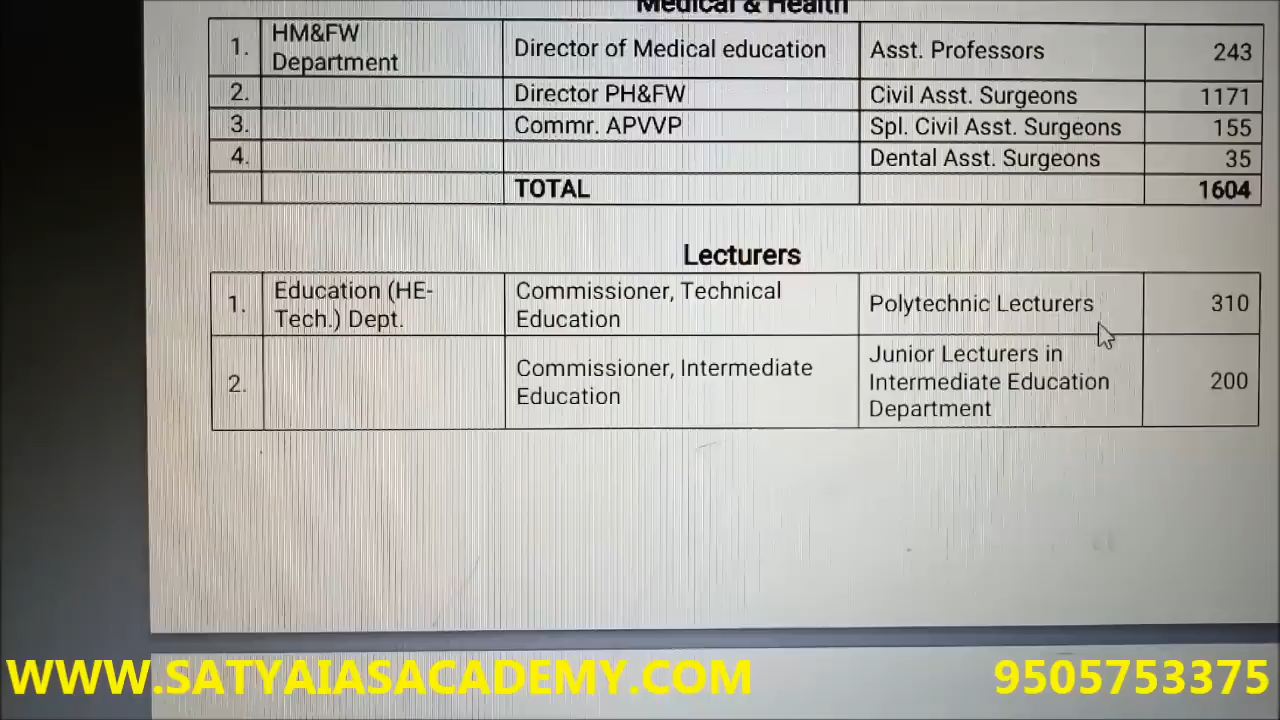 Medical & Health
1. HM&FW Department Director of Medical education Asst. Professors 243
2. Director PH&FW Civil Asst. Surgeons 1171
3. Commr. APVVP Spl. Civil Asst. Surgeons 155
4. Dental Asst. Surgeons 35
TOTAL 1604
Lecturers
1. Education (HE-Tech.) Dept. Commissioner, Technical Education Polytechnic Lecturers 310
2. Commissioner, Intermediate Education Junior Lecturers in Intermediate Education Department 200
WWW.SATYAIASACADEMY.COM 9505753375